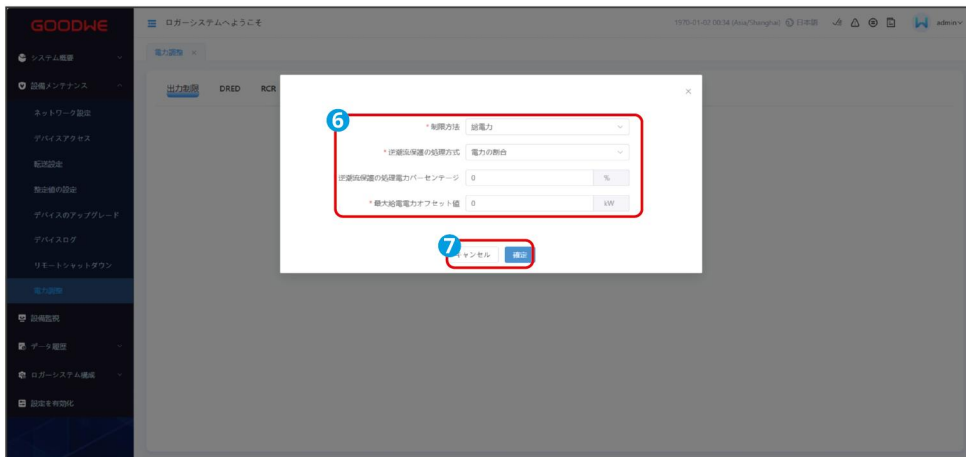 GOODWE
ロガーシステムへようこそ
1970-01-02 00:34 (Asia/Shanghai) 日本語
admin
システム概要
設備メンテナンス
ネットワーク設定
デバイスアクセス
転送設定
整定値の設定
デバイスのアップグレード
デバイスログ
リモートシャットダウン
電力調整
設備監視
データ履歴
ロガーシステム構成
設定を有効化
電力調整 ×
出力制限 DRED RCR
6
* 制限方法 総電力
* 逆潮流保護の処理方式 電力の割合
逆潮流保護の処理電力パーセンテージ 0 %
* 最大給電電力オフセット値 0 kW
7
キャンセル 確定